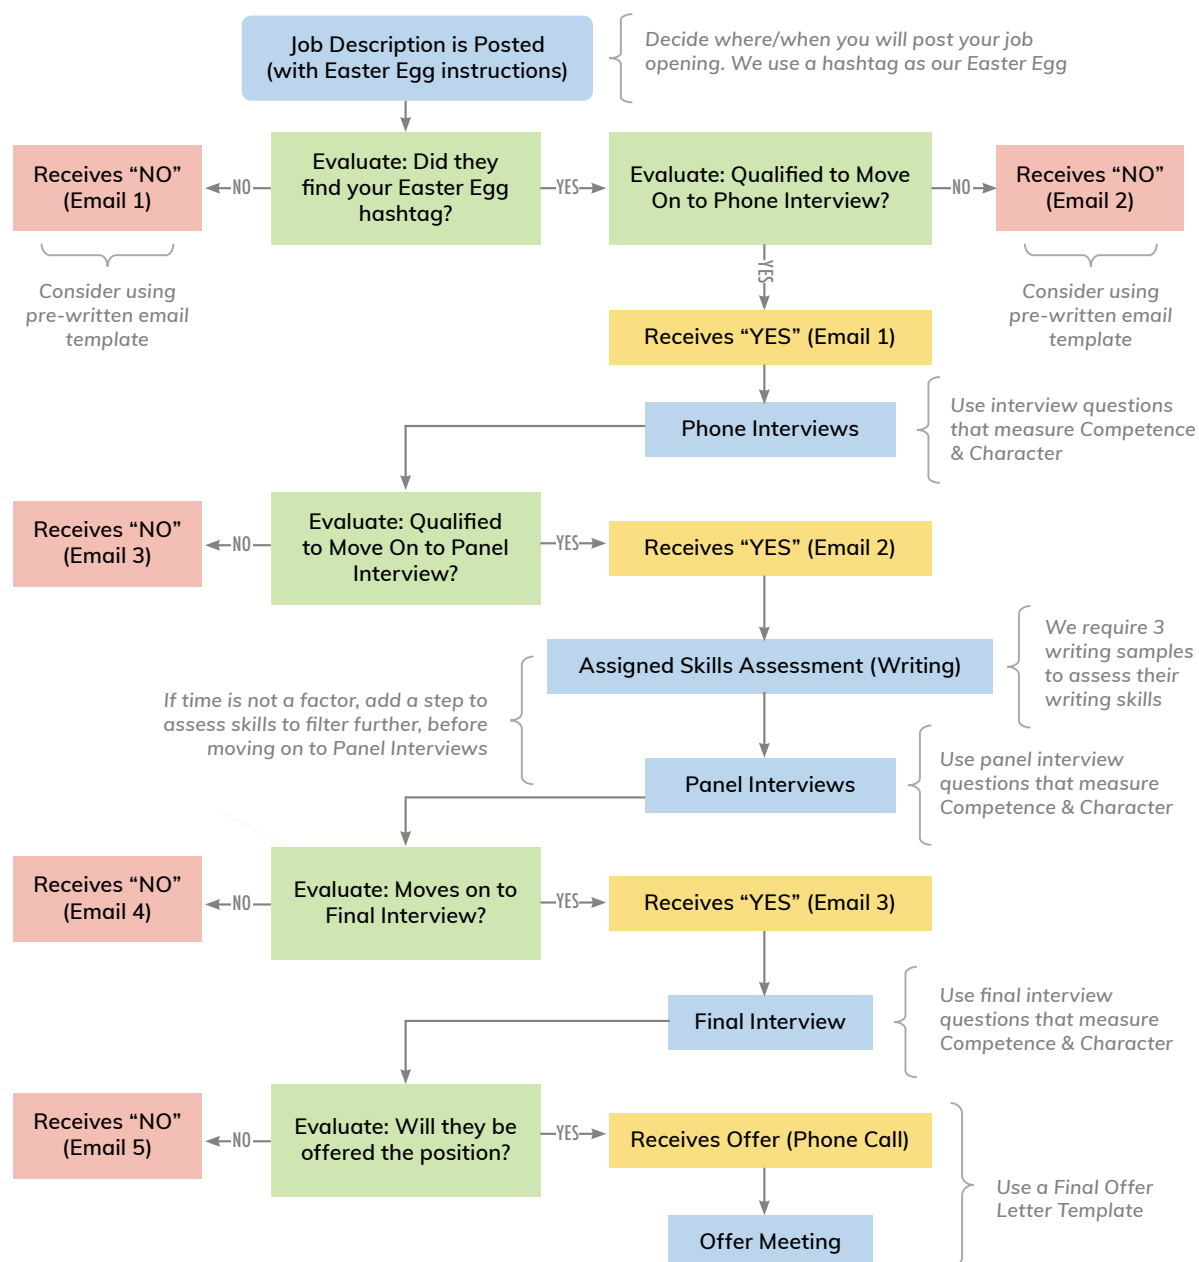 Job Description is Posted
(with Easter Egg instructions)
Decide where/when you will post your job
opening. We use a hashtag as our Easter Egg
Receives “NO”
(Email 1)
NO
Evaluate: Did they
find your Easter Egg
hashtag?
YES
Evaluate: Qualified to Move
On to Phone Interview?
NO
Receives “NO”
(Email 2)
Consider using
pre-written email
template
YES
Consider using
pre-written email
template
Receives “YES” (Email 1)
Phone Interviews
Use interview questions
that measure Competence
& Character
Receives “NO”
(Email 3)
NO
Evaluate: Qualified
to Move On to Panel
Interview?
YES
Receives “YES” (Email 2)
Assigned Skills Assessment (Writing)
We require 3
writing samples
to assess their
writing skills
If time is not a factor, add a step to
assess skills to filter further, before
moving on to Panel Interviews
Panel Interviews
Use panel interview
questions that measure
Competence & Character
Receives “NO”
(Email 4)
NO
Evaluate: Moves on to
Final Interview?
YES
Receives “YES” (Email 3)
Final Interview
Use final interview
questions that measure
Competence & Character
Receives “NO”
(Email 5)
NO
Evaluate: Will they be
offered the position?
YES
Receives Offer (Phone Call)
Use a Final Offer
Letter Template
Offer Meeting